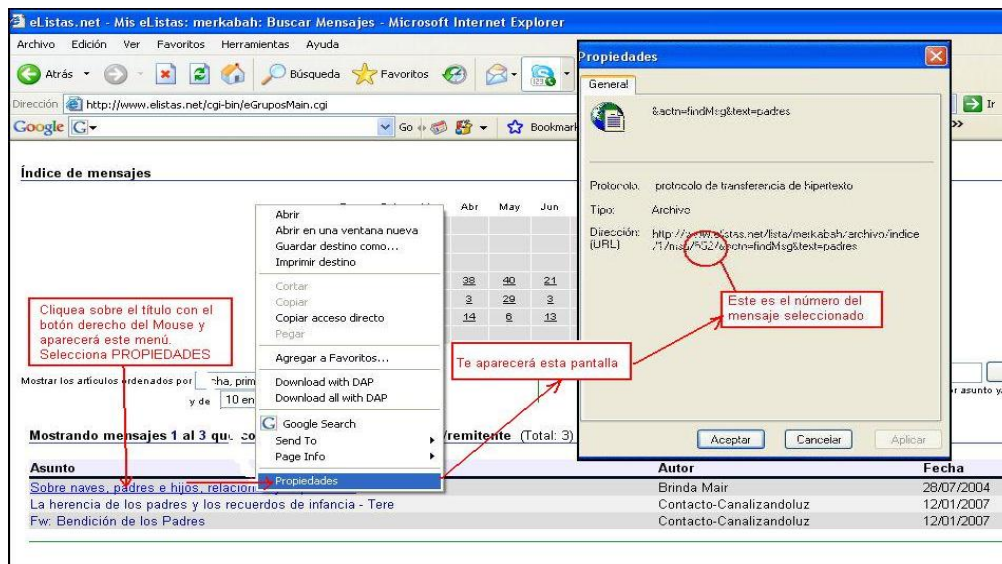 eListas.net - Mis eListas: merkabah: Buscar Mensajes - Microsoft Internet Explorer
Archivo Edición Ver Favoritos Herramientas Ayuda
Atrás Búsqueda Favoritos
Dirección http://www.elistas.net/cgi-bin/eGruposMain.cgi
Ir
Google G Go Bookmar
»
Índice de mensajes
Abr May Jun
38 40 21
3 29 3
14 6 13
Abrir
Abrir en una ventana nueva
Guardar destino como...
Imprimir destino
Cortar
Copiar
Copiar acceso directo
Pegar
Agregar a Favoritos...
Download with DAP
Download all with DAP
Google Search
Send To
Page Info
Propiedades
Cliquea sobre el título con el
botón derecho del Mouse y
aparecerá este menú.
Selecciona PROPIEDADES
Te aparecerá esta pantalla
Propiedades
General
&actn=findMsg&text=padres
Protocolo: protocolo de transferencia de hipertexto
Tipo: Archivo
Dirección: http://www.elistas.net/lista/merkabah/archivo/indice
(URL) /1/msg/552/&actn=findMsg&text=padres
Este es el número del
mensaje seleccionado
Aceptar Cancelar Aplicar
Mostrar los artículos ordenados por
y de 10 en
r asunto y
Mostrando mensajes 1 al 3 /remitente (Total: 3)
Asunto Autor Fecha
Sobre naves, padres e hijos, Brinda Mair 28/07/2004
La herencia de los padres y los recuerdos de infancia - Tere Contacto-Canalizandoluz 12/01/2007
Fw: Bendición de los Padres Contacto-Canalizandoluz 12/01/2007